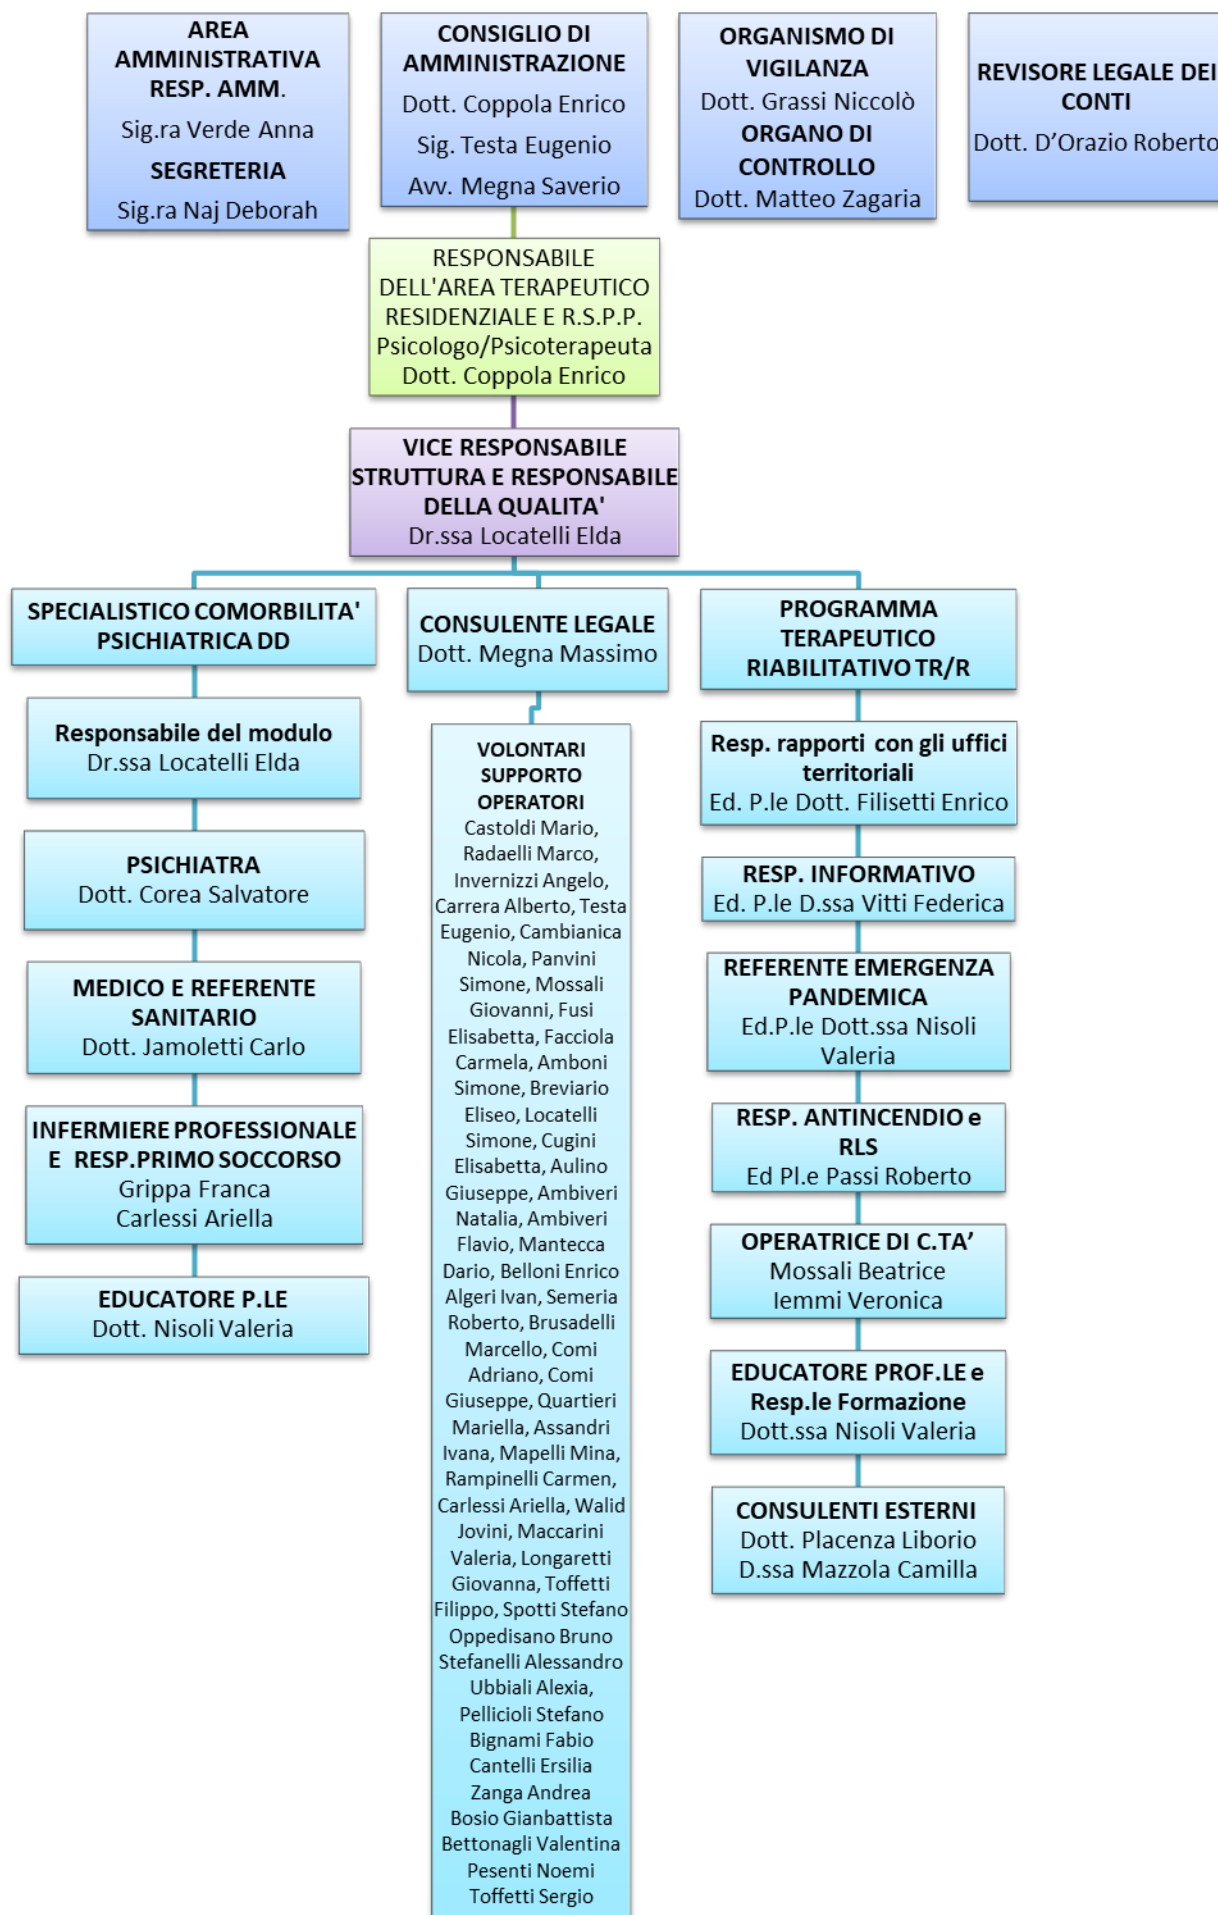 AREA
AMMINISTRATIVA
RESP. AMM.
Sig.ra Verde Anna
SEGRETERIA
Sig.ra Naj Deborah
CONSIGLIO DI
AMMINISTRAZIONE
Dott. Coppola Enrico
Sig. Testa Eugenio
Avv. Megna Saverio
ORGANISMO DI
VIGILANZA
Dott. Grassi Niccolò
ORGANO DI
CONTROLLO
Dott. Matteo Zagaria
REVISORE LEGALE DEI
CONTI
Dott. D’Orazio Roberto
RESPONSABILE
DELL'AREA TERAPEUTICO
RESIDENZIALE E R.S.P.P.
Psicologo/Psicoterapeuta
Dott. Coppola Enrico
VICE RESPONSABILE
STRUTTURA E RESPONSABILE
DELLA QUALITA'
Dr.ssa Locatelli Elda
SPECIALISTICO COMORBILITA'
PSICHIATRICA DD
Responsabile del modulo
Dr.ssa Locatelli Elda
PSICHIATRA
Dott. Corea Salvatore
MEDICO E REFERENTE
SANITARIO
Dott. Jamoletti Carlo
INFERMIERE PROFESSIONALE
E RESP.PRIMO SOCCORSO
Grippa Franca
Carlessi Ariella
EDUCATORE P.LE
Dott. Nisoli Valeria
CONSULENTE LEGALE
Dott. Megna Massimo
VOLONTARI
SUPPORTO
OPERATORI
Castoldi Mario,
Radaelli Marco,
Invernizzi Angelo,
Carrera Alberto, Testa
Eugenio, Cambianica
Nicola, Panvini
Simone, Mossali
Giovanni, Fusi
Elisabetta, Facciola
Carmela, Amboni
Simone, Breviario
Eliseo, Locatelli
Simone, Cugini
Elisabetta, Aulino
Giuseppe, Ambiveri
Natalia, Ambiveri
Flavio, Mantecca
Dario, Belloni Enrico
Algeri Ivan, Semeria
Roberto, Brusadelli
Marcello, Comi
Adriano, Comi
Giuseppe, Quartieri
Mariella, Assandri
Ivana, Mapelli Mina,
Rampinelli Carmen,
Carlessi Ariella, Walid
Jovini, Maccarini
Valeria, Longaretti
Giovanna, Toffetti
Filippo, Spotti Stefano
Oppedisano Bruno
Stefanelli Alessandro
Ubbiali Alexia,
Pellicioli Stefano
Bignami Fabio
Cantelli Ersilia
Zanga Andrea
Bosio Gianbattista
Bettonagli Valentina
Pesenti Noemi
Toffetti Sergio
PROGRAMMA
TERAPEUTICO
RIABILITATIVO TR/R
Resp. rapporti con gli uffici
territoriali
Ed. P.le Dott. Filisetti Enrico
RESP. INFORMATIVO
Ed. P.le D.ssa Vitti Federica
REFERENTE EMERGENZA
PANDEMICA
Ed.P.le Dott.ssa Nisoli
Valeria
RESP. ANTINCENDIO e
RLS
Ed Pl.e Passi Roberto
OPERATRICE DI C.TA’
Mossali Beatrice
Iemmi Veronica
EDUCATORE PROF.LE e
Resp.le Formazione
Dott.ssa Nisoli Valeria
CONSULENTI ESTERNI
Dott. Placenza Liborio
D.ssa Mazzola Camilla